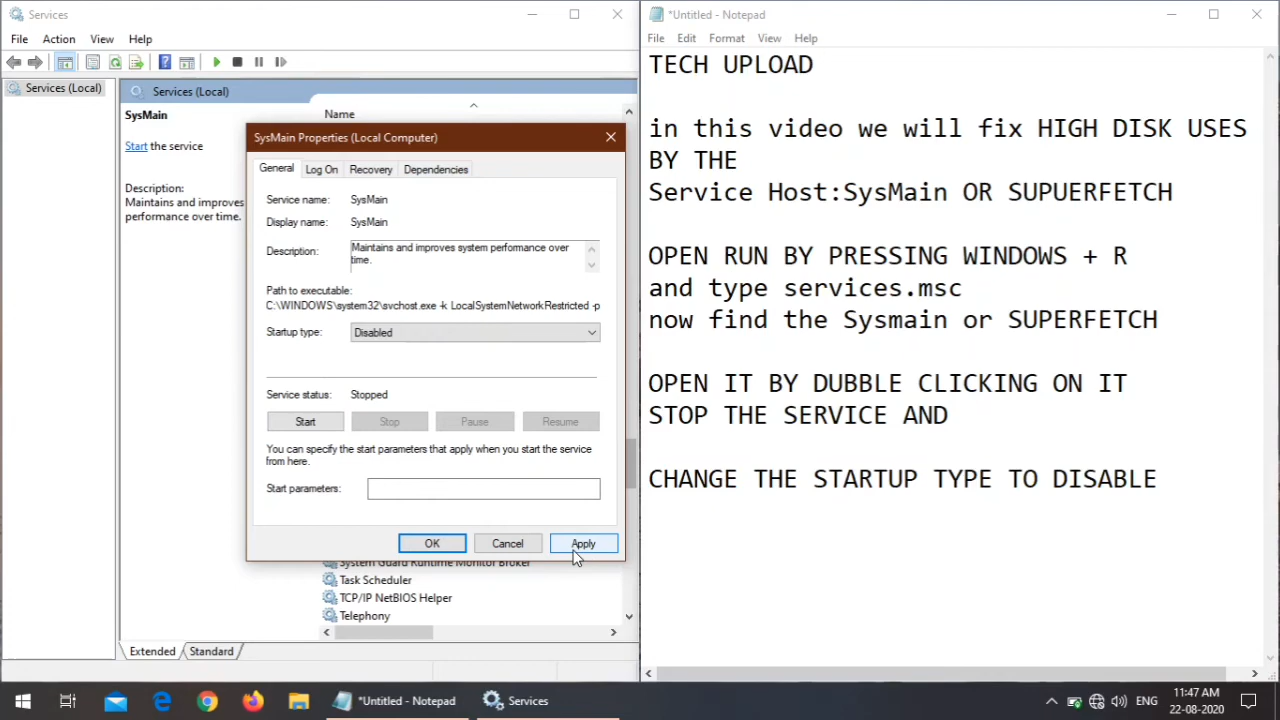 Services
File Action View Help
Services (Local)
Services (Local)
SysMain
Start the service
Description:
Maintains and improves
performance over time.
Name
SysMain Properties (Local Computer)
General Log On Recovery Dependencies
Service name: SysMain
Display name: SysMain
Description: Maintains and improves system performance over
time.
Path to executable:
C:\WINDOWS\system32\svchost.exe -k LocalSystemNetworkRestricted -p
Startup type: Disabled
Service status: Stopped
Start Stop Pause Resume
You can specify the start parameters that apply when you start the service
from here.
Start parameters:
OK Cancel Apply
System Guard Runtime Monitor Broker
Task Scheduler
TCP/IP NetBIOS Helper
Telephony
Extended Standard
*Untitled - Notepad
File Edit Format View Help
TECH UPLOAD
in this video we will fix HIGH DISK USES
BY THE
Service Host:SysMain OR SUPUERFETCH
OPEN RUN BY PRESSING WINDOWS + R
and type services.msc
now find the Sysmain or SUPERFETCH
OPEN IT BY DUBBLE CLICKING ON IT
STOP THE SERVICE AND
CHANGE THE STARTUP TYPE TO DISABLE
*Untitled - Notepad Services
ENG
11:47 AM
22-08-2020